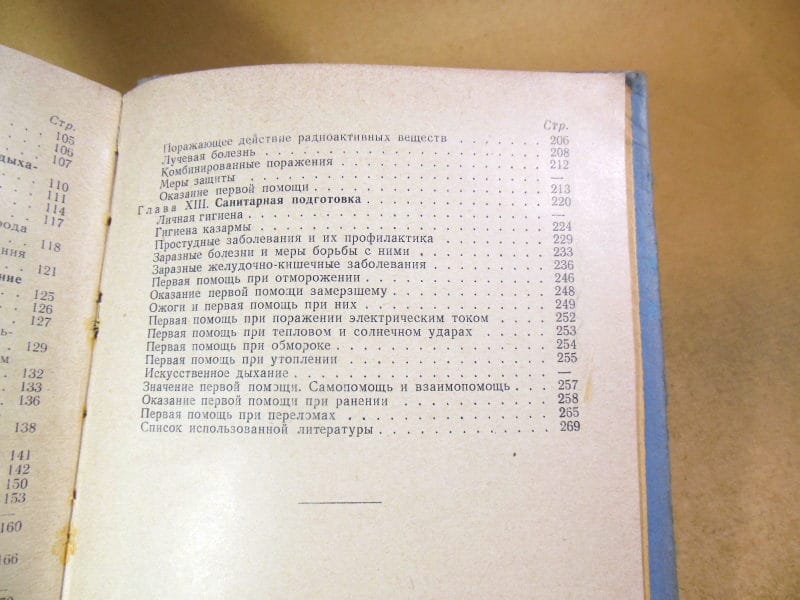 Стр.
105
106
дыха- 107
110
111
114
рода 117
118
ения
121
ние
125
126
127
ль-
129
м
132
133
136
138
141
142
150
153
—
160
166
Стр.
Поражающее действие радиоактивных веществ . . . . . . 206
Лучевая болезнь . . . . . . . . . . . . . . . . 208
Комбинированные поражения . . . . . . . . . . . . 212
Меры защиты . . . . . . . . . . . . . . . . . —
Оказание первой помощи . . . . . . . . . . . . . 213
Глава XIII. Санитарная подготовка . . . . . . . . . . 220
Личная гигиена . . . . . . . . . . . . . . . . —
Гигиена казармы . . . . . . . . . . . . . . . . 224
Простудные заболевания и их профилактика . . . . . . . 229
Заразные болезни и меры борьбы с ними . . . . . . . . 233
Заразные желудочно-кишечные заболевания . . . . . . . 236
Первая помощь при отморожении . . . . . . . . . . 246
Оказание первой помощи замерзшему . . . . . . . . . 248
Ожоги и первая помощь при них . . . . . . . . . . . 249
Первая помощь при поражении электрическим током . . . . 252
Первая помощь при тепловом и солнечном ударах . . . . . 253
Первая помощь при обмороке . . . . . . . . . . . . 254
Первая помощь при утоплении . . . . . . . . . . . 255
Искусственное дыхание . . . . . . . . . . . . . . —
Значение первой помощи. Самопомощь и взаимопомощь . . . 257
Оказание первой помощи при ранении . . . . . . . . . 258
Первая помощь при переломах . . . . . . . . . . . 265
Список использованной литературы . . . . . . . . . . 269